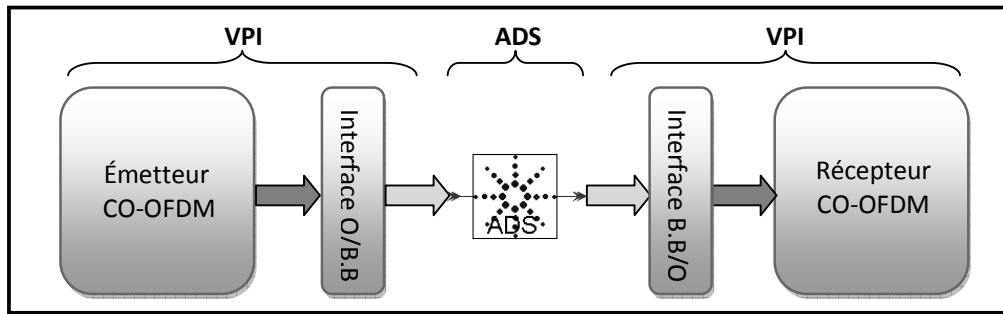 VPI
ADS
VPI
Émetteur
CO-OFDM
Interface O/B.B
ADS
Interface B.B/O
Récepteur
CO-OFDM